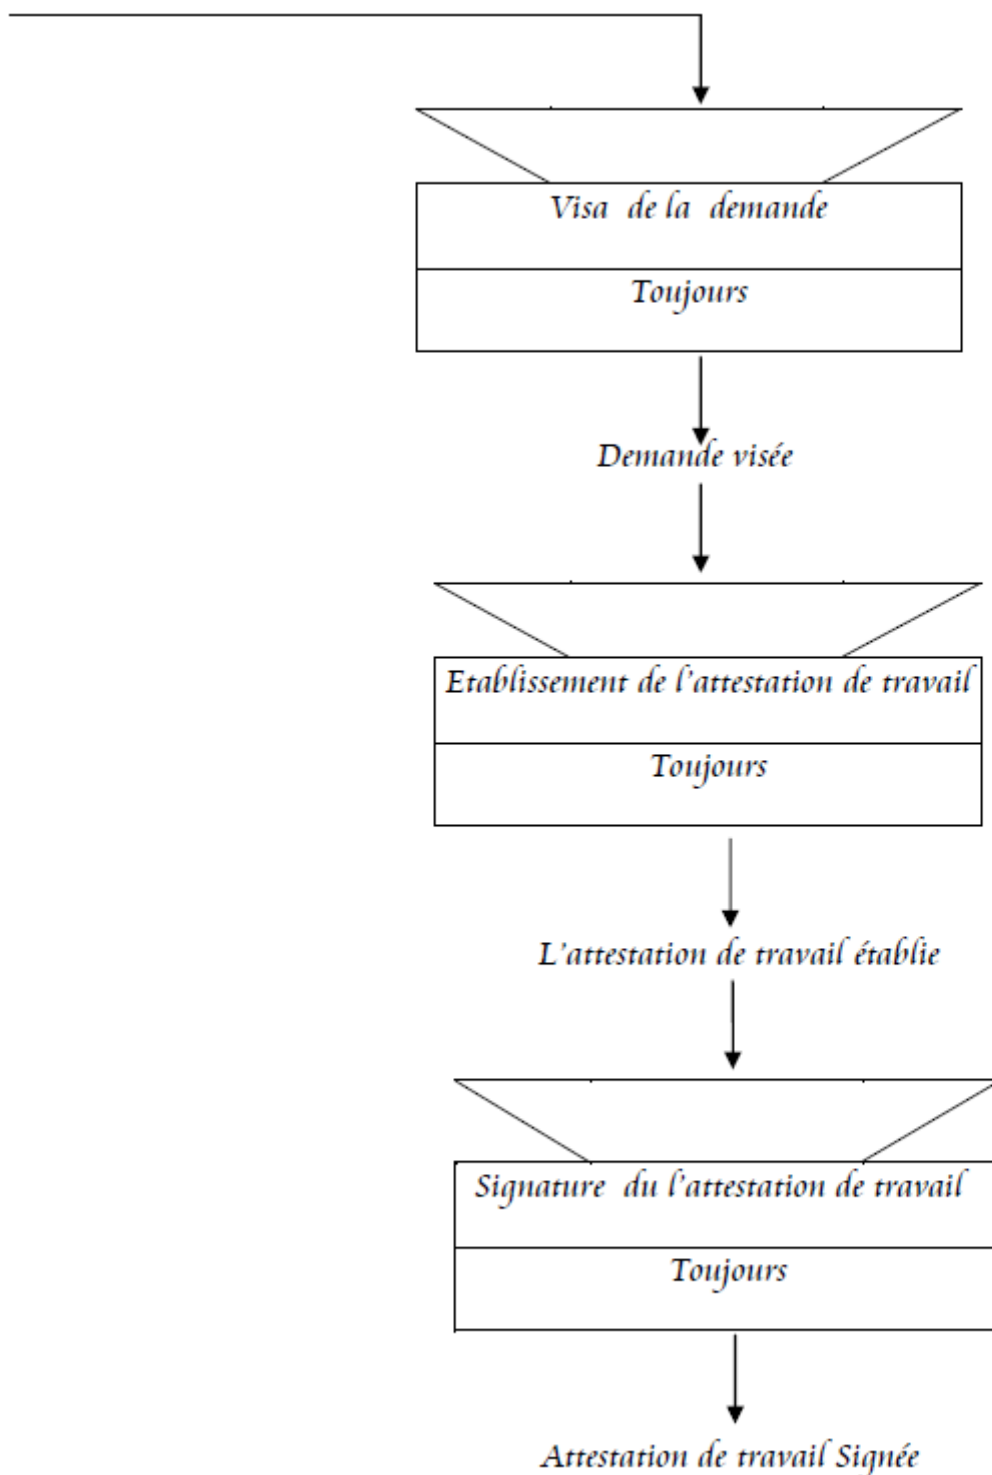 Visa de la demande
Toujours
Demande visée
Etablissement de l'attestation de travail
Toujours
L'attestation de travail établie
Signature du l'attestation de travail
Toujours
Attestation de travail Signée